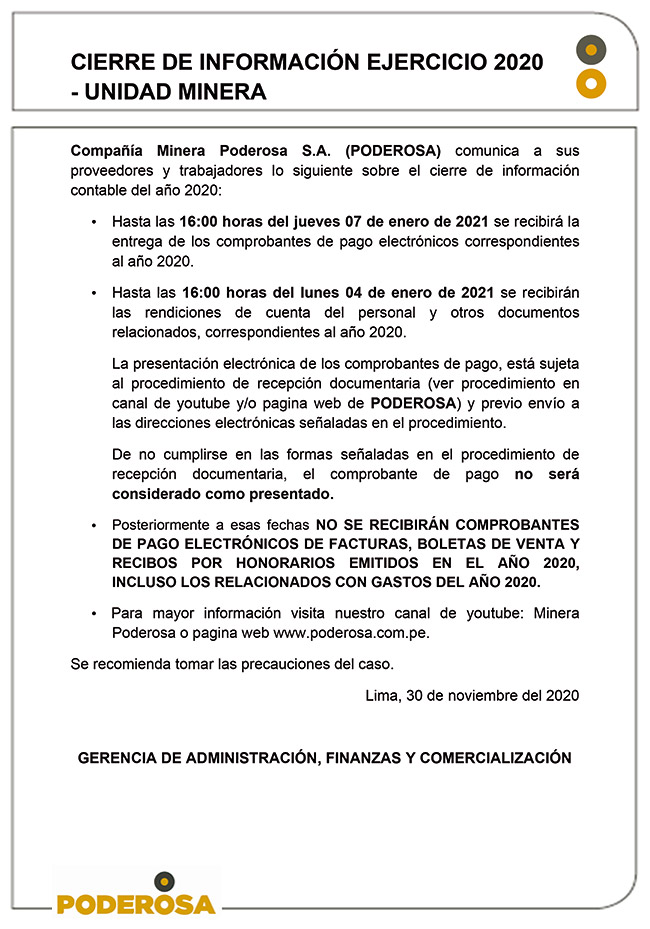 CIERRE DE INFORMACIÓN EJERCICIO 2020
- UNIDAD MINERA
Compañía Minera Poderosa S.A. (PODEROSA) comunica a sus
proveedores y trabajadores lo siguiente sobre el cierre de información
contable del año 2020:
• Hasta las 16:00 horas del jueves 07 de enero de 2021 se recibirá la
entrega de los comprobantes de pago electrónicos correspondientes
al año 2020.
• Hasta las 16:00 horas del lunes 04 de enero de 2021 se recibirán
las rendiciones de cuenta del personal y otros documentos
relacionados, correspondientes al año 2020.
La presentación electrónica de los comprobantes de pago, está sujeta
al procedimiento de recepción documentaria (ver procedimiento en
canal de youtube y/o pagina web de PODEROSA) y previo envío a
las direcciones electrónicas señaladas en el procedimiento.
De no cumplirse en las formas señaladas en el procedimiento de
recepción documentaria, el comprobante de pago no será
considerado como presentado.
• Posteriormente a esas fechas NO SE RECIBIRÁN COMPROBANTES
DE PAGO ELECTRÓNICOS DE FACTURAS, BOLETAS DE VENTA Y
RECIBOS POR HONORARIOS EMITIDOS EN EL AÑO 2020,
INCLUSO LOS RELACIONADOS CON GASTOS DEL AÑO 2020.
• Para mayor información visita nuestro canal de youtube: Minera
Poderosa o pagina web www.poderosa.com.pe.
Se recomienda tomar las precauciones del caso.
Lima, 30 de noviembre del 2020
GERENCIA DE ADMINISTRACIÓN, FINANZAS Y COMERCIALIZACIÓN
PODEROSA